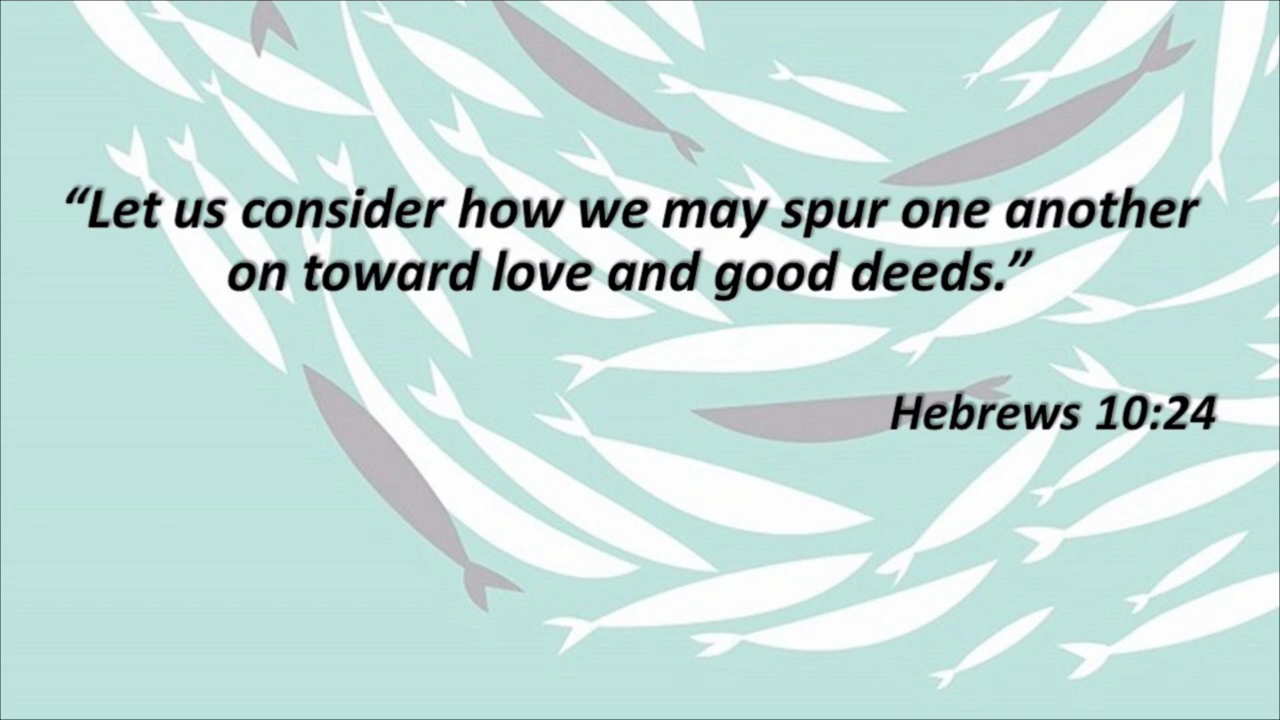 “Let us consider how we may spur one another
on toward love and good deeds.”
Hebrews 10:24